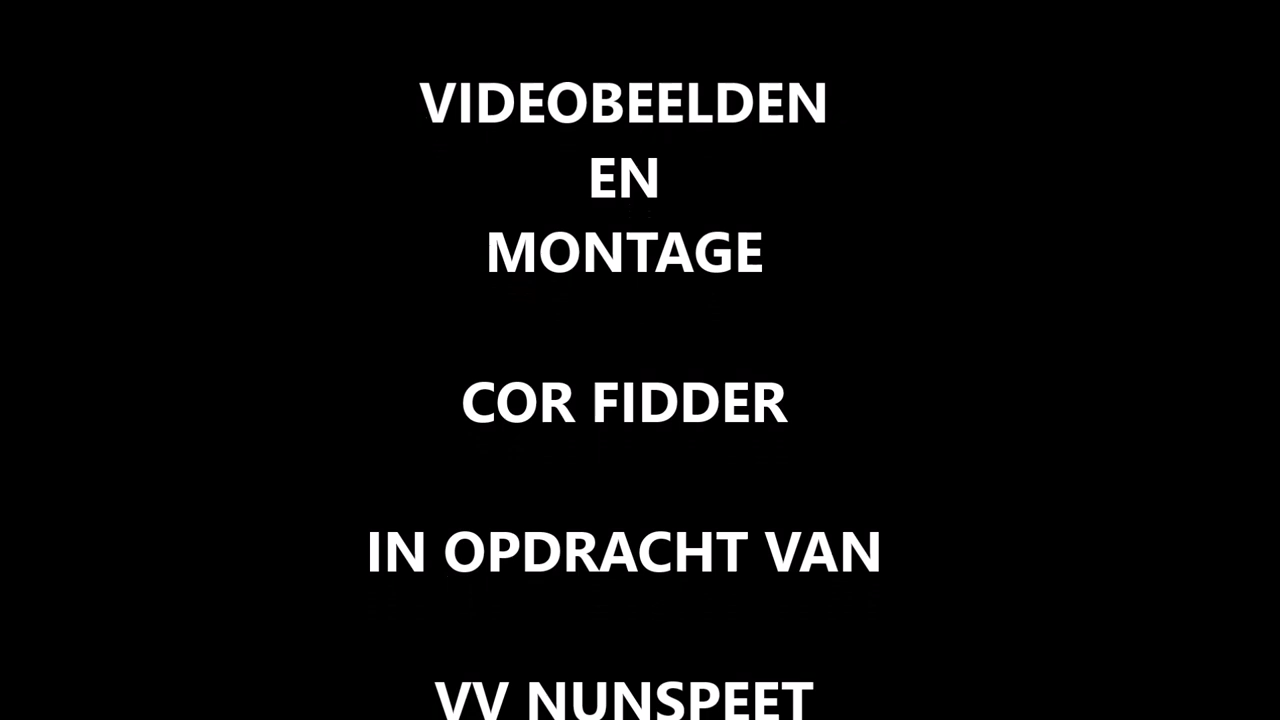 VIDEOBEELDEN
EN
MONTAGE
COR FIDDER
IN OPDRACHT VAN
VV NUNSPEET